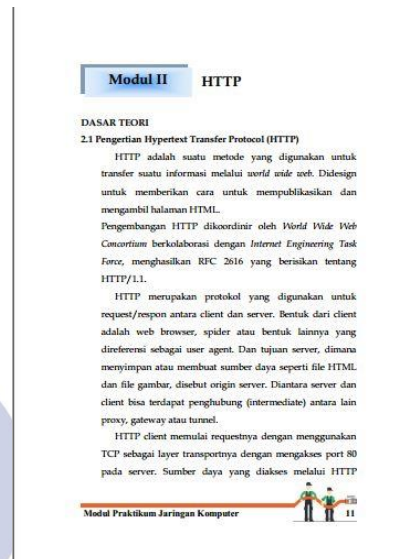 Modul II
HTTP
DASAR TEORI
2.1 Pengertian Hypertext Transfer Protocol (HTTP)
HTTP adalah suatu metode yang digunakan untuk
transfer suatu informasi melalui world wide web. Didesign
untuk memberikan cara untuk mempublikasikan dan
mengambil halaman HTML.
Pengembangan HTTP dikoordinir oleh World Wide Web
Concortium berkolaborasi dengan Internet Engineering Task
Force, menghasilkan RFC 2616 yang berisikan tentang
HTTP/1.1.
HTTP merupakan protokol yang digunakan untuk
request/respon antara client dan server. Bentuk dari client
adalah web browser, spider atau bentuk lainnya yang
direferensi sebagai user agent. Dan tujuan server, dimana
menyimpan atau membuat sumber daya seperti file HTML
dan file gambar, disebut origin server. Diantara server dan
client bisa terdapat penghubung (intermediate) antara lain
proxy, gateway atau tunnel.
HTTP client memulai requestnya dengan menggunakan
TCP sebagai layer transportnya dengan mengakses port 80
pada server. Sumber daya yang diakses melalui HTTP
Modul Praktikum Jaringan Komputer
11